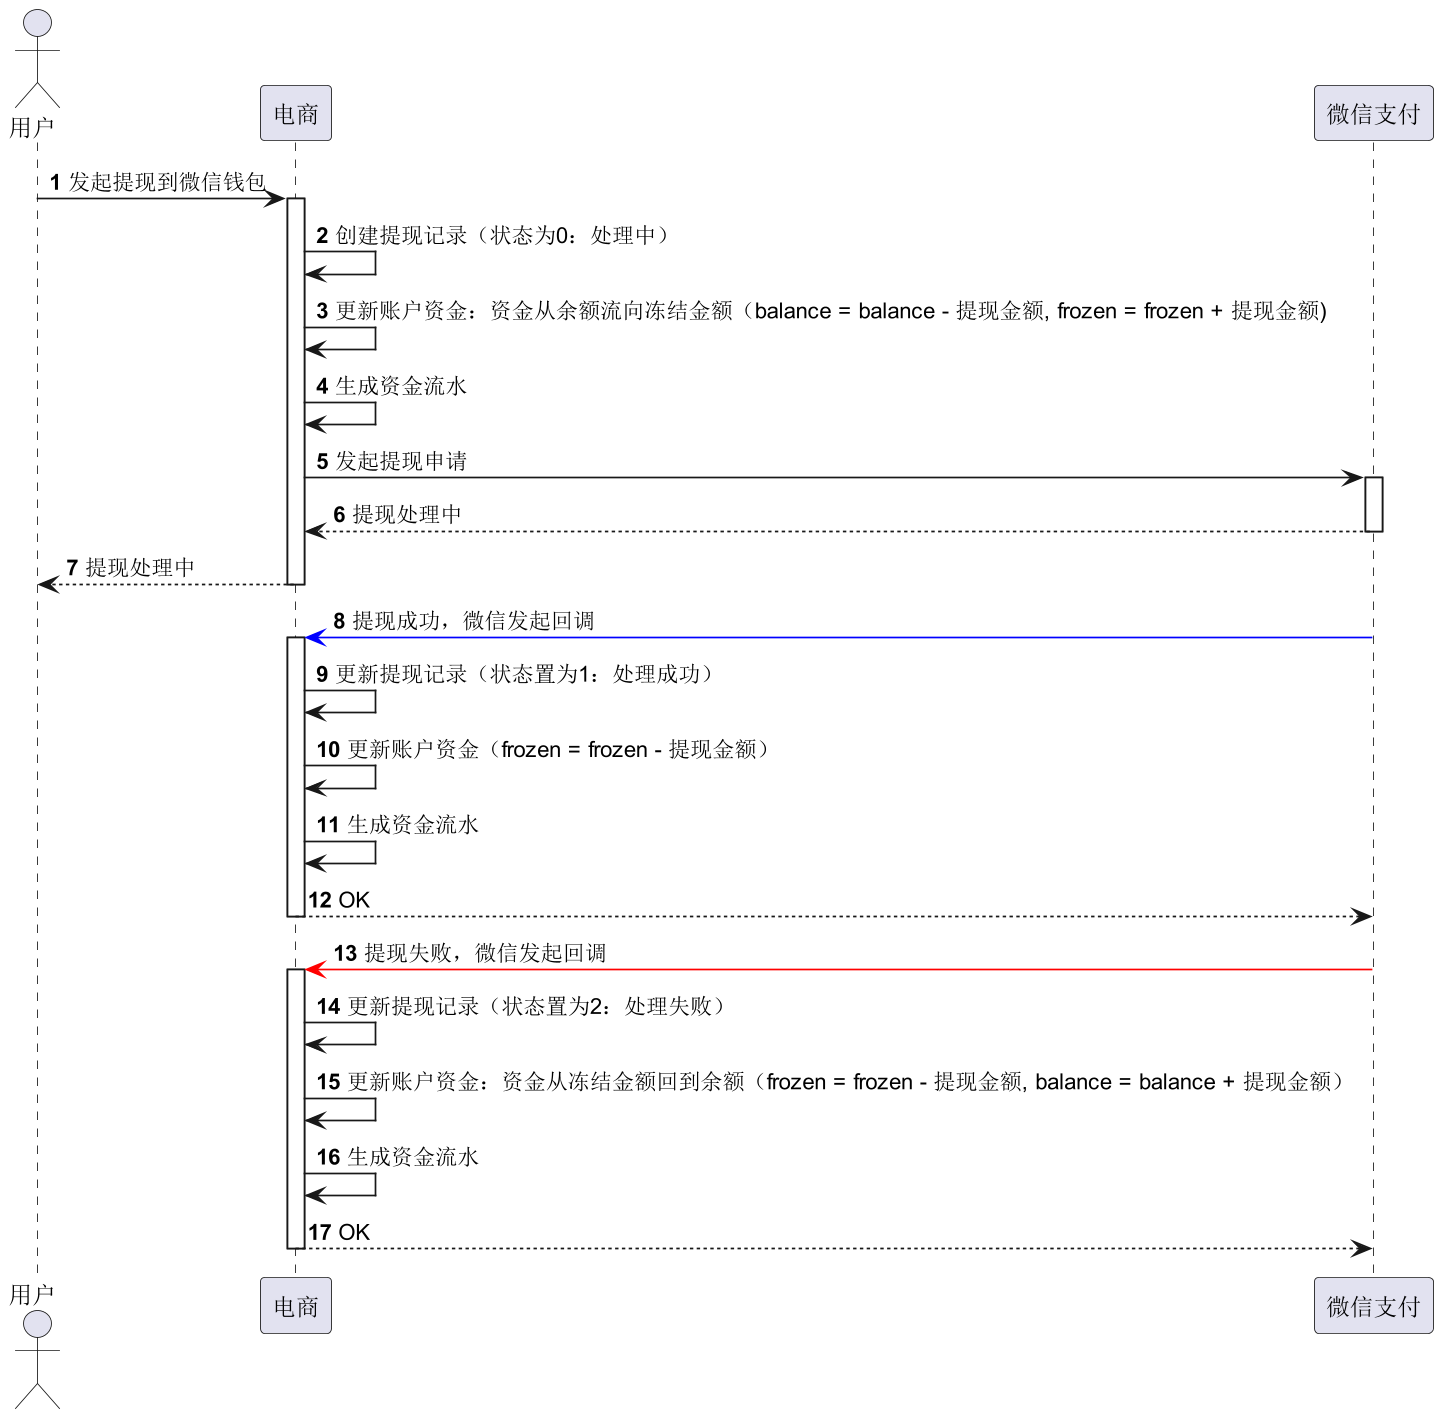 用户
电商
微信支付
1 发起提现到微信钱包
2 创建提现记录（状态为0：处理中）
3 更新账户资金：资金从余额流向冻结金额（balance = balance - 提现金额, frozen = frozen + 提现金额)
4 生成资金流水
5 发起提现申请
6 提现处理中
7 提现处理中
8 提现成功，微信发起回调
9 更新提现记录（状态置为1：处理成功）
10 更新账户资金（frozen = frozen - 提现金额）
11 生成资金流水
12 OK
13 提现失败，微信发起回调
14 更新提现记录（状态置为2：处理失败）
15 更新账户资金：资金从冻结金额回到余额（frozen = frozen - 提现金额, balance = balance + 提现金额）
16 生成资金流水
17 OK
用户
电商
微信支付